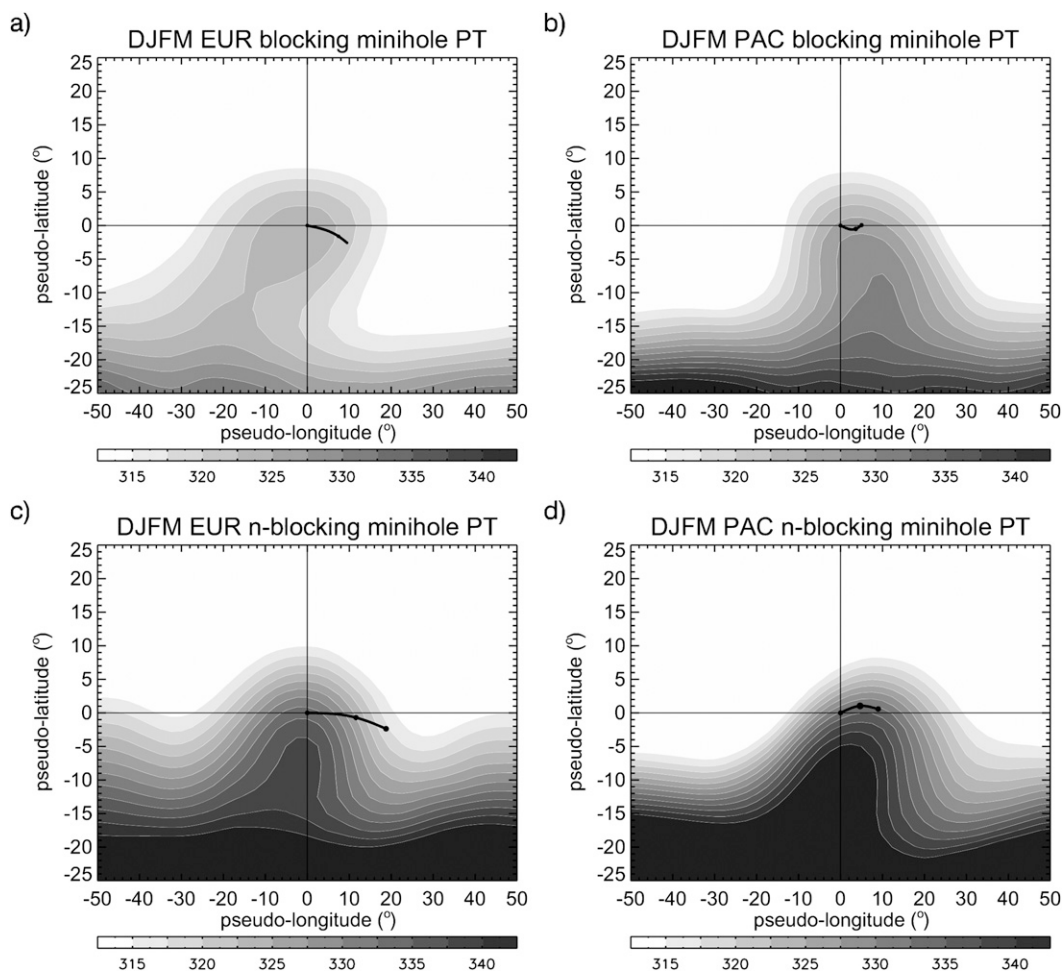 a)
DJFM EUR blocking minihole PT
25
20
15
10
5
0
-5
-10
-15
-20
-25
pseudo-latitude (°)
-50 -40 -30 -20 -10 0 10 20 30 40 50
pseudo-longitude (°)
315 320 325 330 335 340
b)
DJFM PAC blocking minihole PT
25
20
15
10
5
0
-5
-10
-15
-20
-25
pseudo-latitude (°)
-50 -40 -30 -20 -10 0 10 20 30 40 50
pseudo-longitude (°)
315 320 325 330 335 340
c)
DJFM EUR n-blocking minihole PT
25
20
15
10
5
0
-5
-10
-15
-20
-25
pseudo-latitude (°)
-50 -40 -30 -20 -10 0 10 20 30 40 50
pseudo-longitude (°)
315 320 325 330 335 340
d)
DJFM PAC n-blocking minihole PT
25
20
15
10
5
0
-5
-10
-15
-20
-25
pseudo-latitude (°)
-50 -40 -30 -20 -10 0 10 20 30 40 50
pseudo-longitude (°)
315 320 325 330 335 340